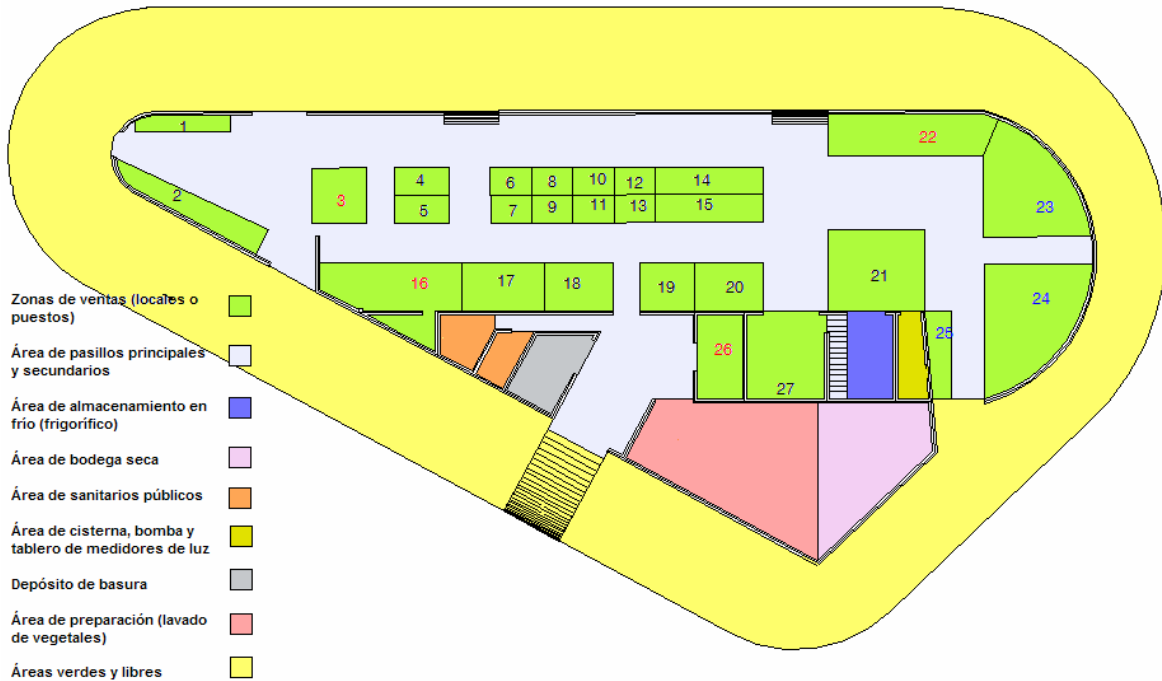 1
22
2
4
6
8
10
12
14
3
5
7
9
11
13
15
23
16
17
18
19
20
21
24
25
26
27
Zonas de ventas (locales o
puestos)
Área de pasillos principales
y secundarios
Área de almacenamiento en
frío (frigorífico)
Área de bodega seca
Área de sanitarios públicos
Área de cisterna, bomba y
tablero de medidores de luz
Depósito de basura
Área de preparación (lavado
de vegetales)
Áreas verdes y libres